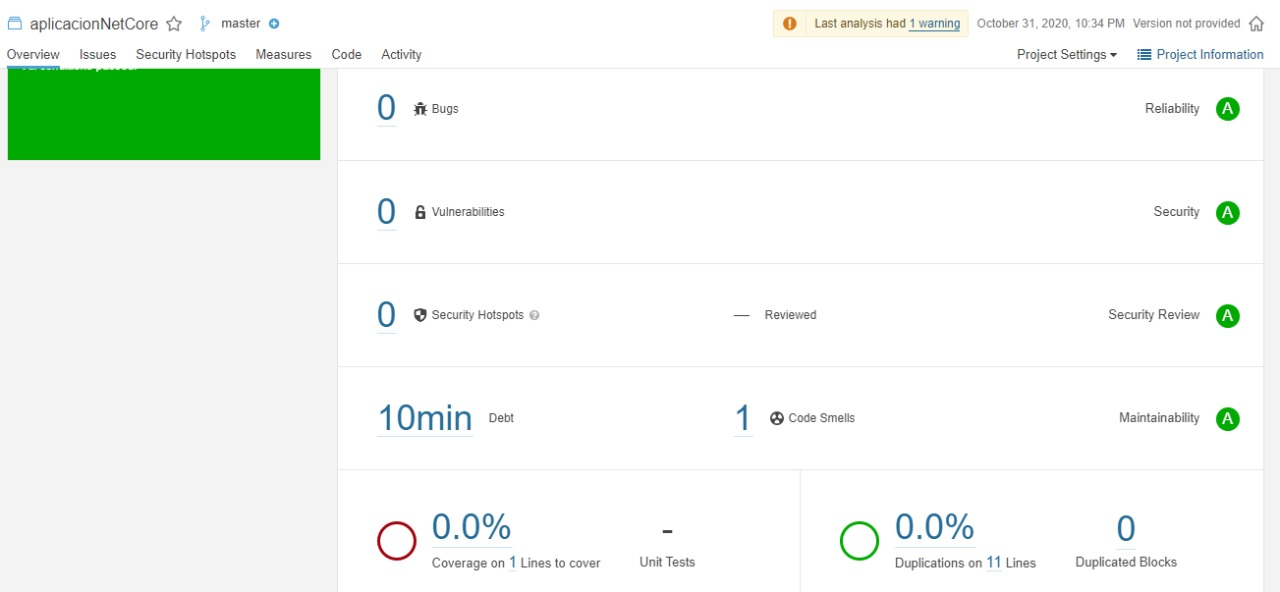 aplicacionNetCore master Last analysis had 1 warning October 31, 2020, 10:34 PM Version not provided
Overview Issues Security Hotspots Measures Code Activity Project Settings Project Information
0 Bugs Reliability A
0 Vulnerabilities Security A
0 Security Hotspots ? — Reviewed Security Review A
10min Debt 1 Code Smells Maintainability A
0.0% - 0.0% 0
Coverage on 1 Lines to cover Unit Tests Duplications on 11 Lines Duplicated Blocks